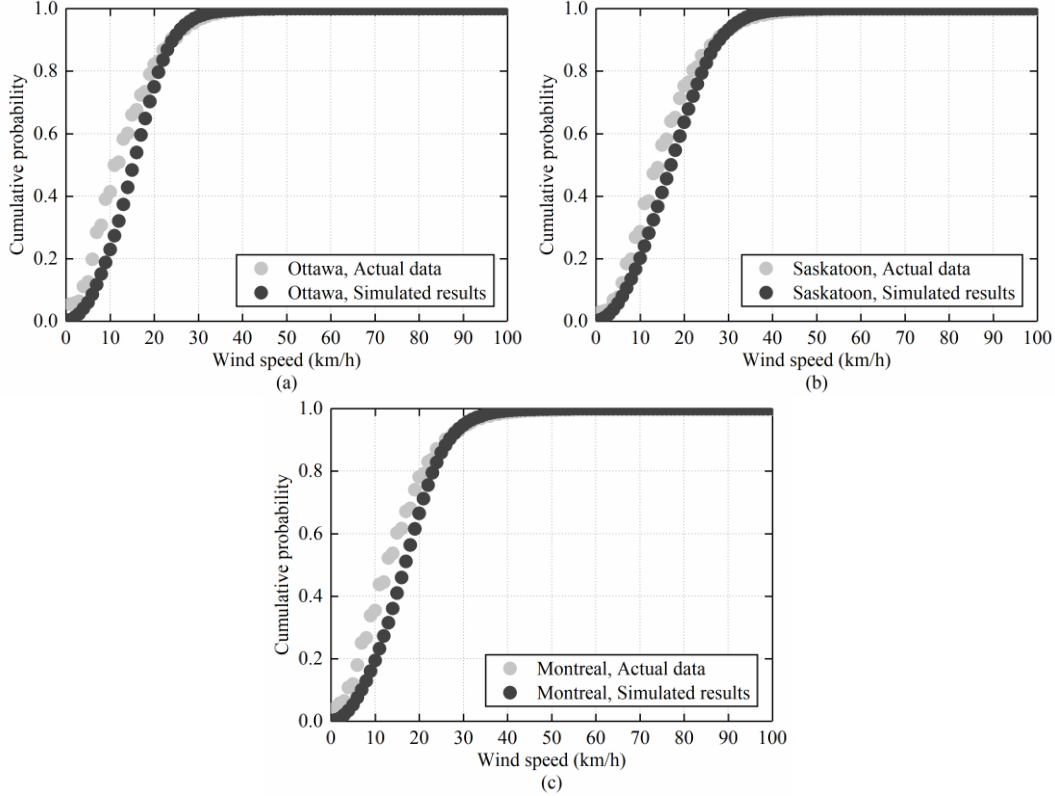 1.0
0.8
0.6
0.4
0.2
0.0
Cumulative probability
Ottawa, Actual data
Ottawa, Simulated results
0 10 20 30 40 50 60 70 80 90 100
Wind speed (km/h)
(a)
1.0
0.8
0.6
0.4
0.2
0.0
Cumulative probability
Saskatoon, Actual data
Saskatoon, Simulated results
0 10 20 30 40 50 60 70 80 90 100
Wind speed (km/h)
(b)
1.0
0.8
0.6
0.4
0.2
0.0
Cumulative probability
Montreal, Actual data
Montreal, Simulated results
0 10 20 30 40 50 60 70 80 90 100
Wind speed (km/h)
(c)